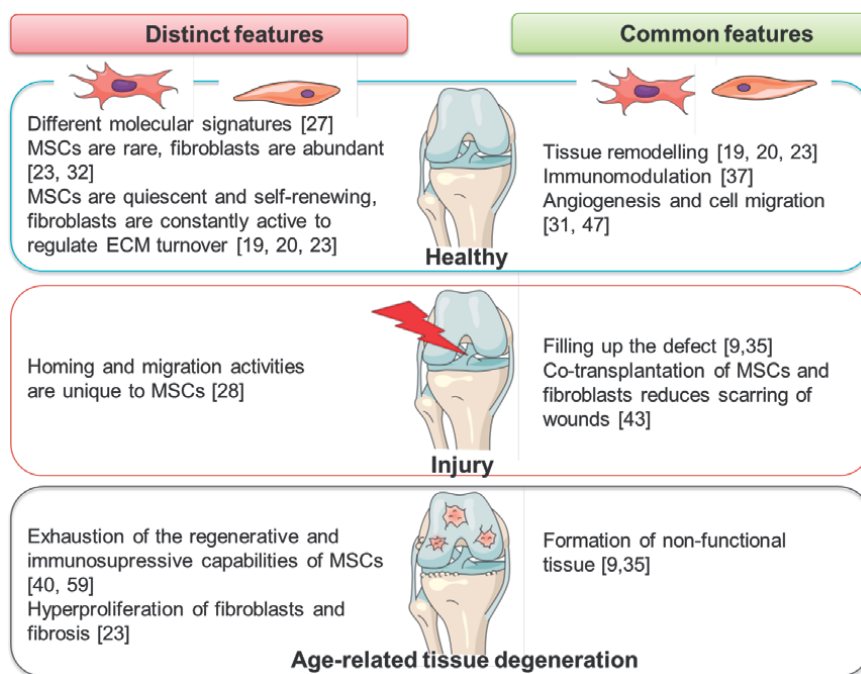 Distinct features
Common features
Different molecular signatures [27]
MSCs are rare, fibroblasts are abundant
[23, 32]
MSCs are quiescent and self-renewing,
fibroblasts are constantly active to
regulate ECM turnover [19, 20, 23]
Tissue remodelling [19, 20, 23]
Immunomodulation [37]
Angiogenesis and cell migration
[31, 47]
Healthy
Homing and migration activities
are unique to MSCs [28]
Filling up the defect [9,35]
Co-transplantation of MSCs and
fibroblasts reduces scarring of
wounds [43]
Injury
Exhaustion of the regenerative and
immunosupressive capabilities of MSCs
[40, 59]
Hyperproliferation of fibroblasts and
fibrosis [23]
Formation of non-functional
tissue [9,35]
Age-related tissue degeneration